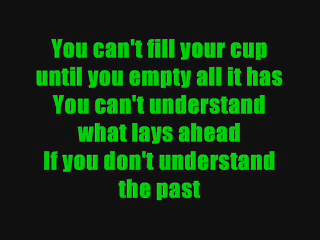 You can't fill your cup
until you empty all it has
You can't understand
what lays ahead
If you don't understand
the past